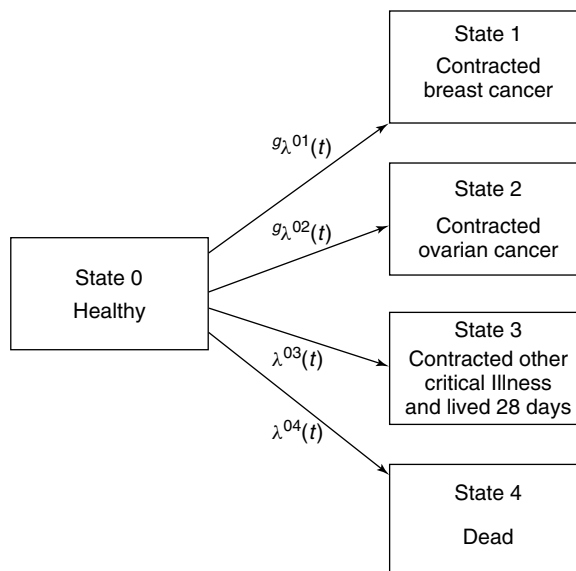 State 1
Contracted
breast cancer
gλ01(t)
State 2
Contracted
ovarian cancer
gλ02(t)
State 0
Healthy
State 3
Contracted other
critical Illness
and lived 28 days
λ03(t)
λ04(t)
State 4
Dead